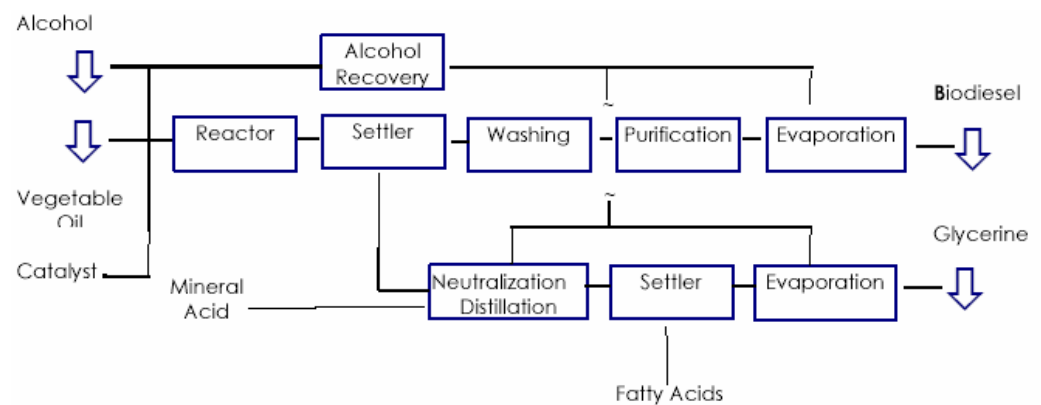 Alcohol
Alcohol
Recovery
Biodiesel
Reactor
Settler
Washing
~
Purification
Evaporation
Vegetable
Oil
~
Glycerine
Catalyst
Mineral
Acid
Neutralization
Distillation
Settler
Evaporation
Fatty Acids